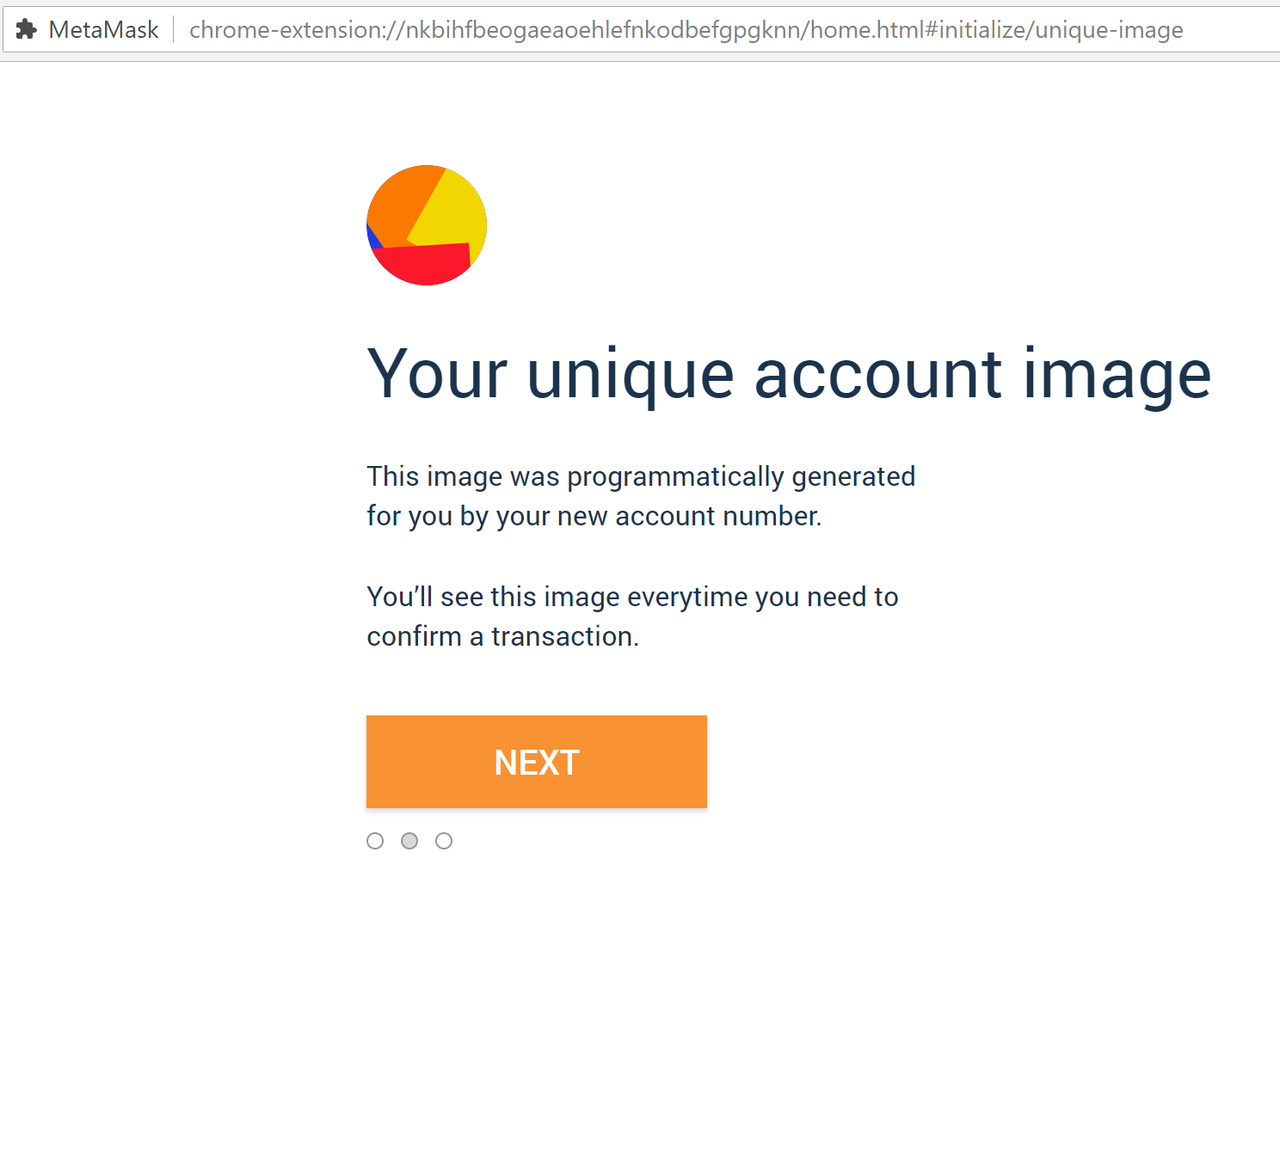 MetaMask chrome-extension://nkbihfbeogaeaoehlefnkodbefgpgknn/home.html#initialize/unique-image
Your unique account image
This image was programmatically generated
for you by your new account number.
You’ll see this image everytime you need to
confirm a transaction.
NEXT